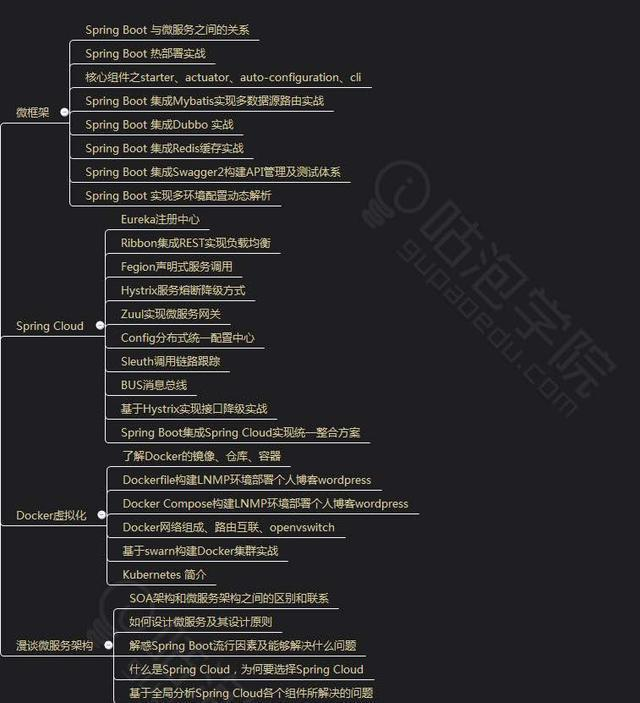 Spring Boot 与微服务之间的关系
Spring Boot 热部署实战
核心组件之starter、actuator、auto-configuration、cli
微框架
Spring Boot 集成Mybatis实现多数据源路由实战
Spring Boot 集成Dubbo 实战
Spring Boot 集成Redis缓存实战
Spring Boot 集成Swagger2构建API管理及测试体系
Spring Boot 实现多环境配置动态解析
Eureka注册中心
Ribbon集成REST实现负载均衡
Fegion声明式服务调用
Hystrix服务熔断降级方式
Zuul实现微服务网关
Spring Cloud
Config分布式统一配置中心
Sleuth调用链路跟踪
BUS消息总线
基于Hystrix实现接口降级实战
Spring Boot集成Spring Cloud实现统一整合方案
了解Docker的镜像、仓库、容器
Dockerfile构建LNMP环境部署个人博客wordpress
Docker Compose构建LNMP环境部署个人博客wordpress
Docker虚拟化
Docker网络组成、路由互联、openvswitch
基于swarn构建Docker集群实战
Kubernetes 简介
SOA架构和微服务架构之间的区别和联系
如何设计微服务及其设计原则
漫谈微服务架构
解惑Spring Boot流行因素及能够解决什么问题
什么是Spring Cloud，为何要选择Spring Cloud
基于全局分析Spring Cloud各个组件所解决的问题
咕泡学院
gupaoedu.com